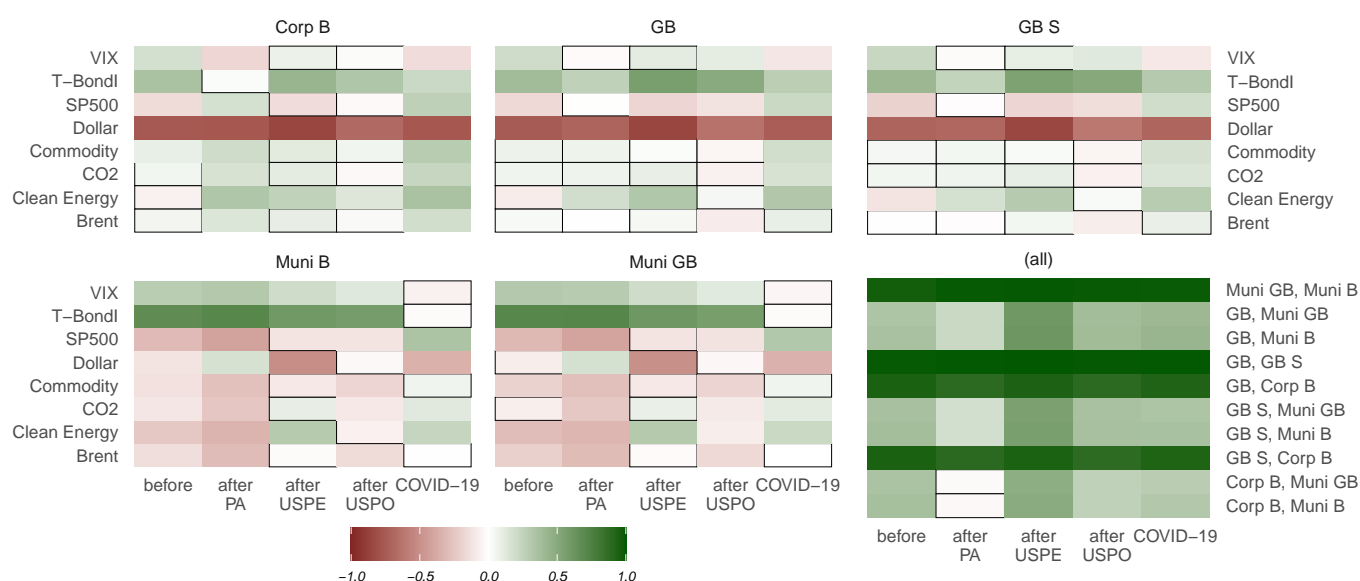 Corp B GB GB S
VIX VIX
T−BondI T−BondI
SP500 SP500
Dollar Dollar
Commodity Commodity
CO2 CO2
Clean Energy Clean Energy
Brent Brent
Muni B Muni GB (all)
VIX Muni GB, Muni B
T−BondI GB, Muni GB
SP500 GB, Muni B
Dollar GB, GB S
Commodity GB, Corp B
CO2 GB S, Muni GB
Clean Energy GB S, Muni B
Brent GB S, Corp B
Corp B, Muni GB
Corp B, Muni B
before after after after COVID−19 before after after after COVID−19
PA USPE USPO PA USPE USPO
before after after after COVID−19
PA USPE USPO
−1.0 −0.5 0.0 0.5 1.0